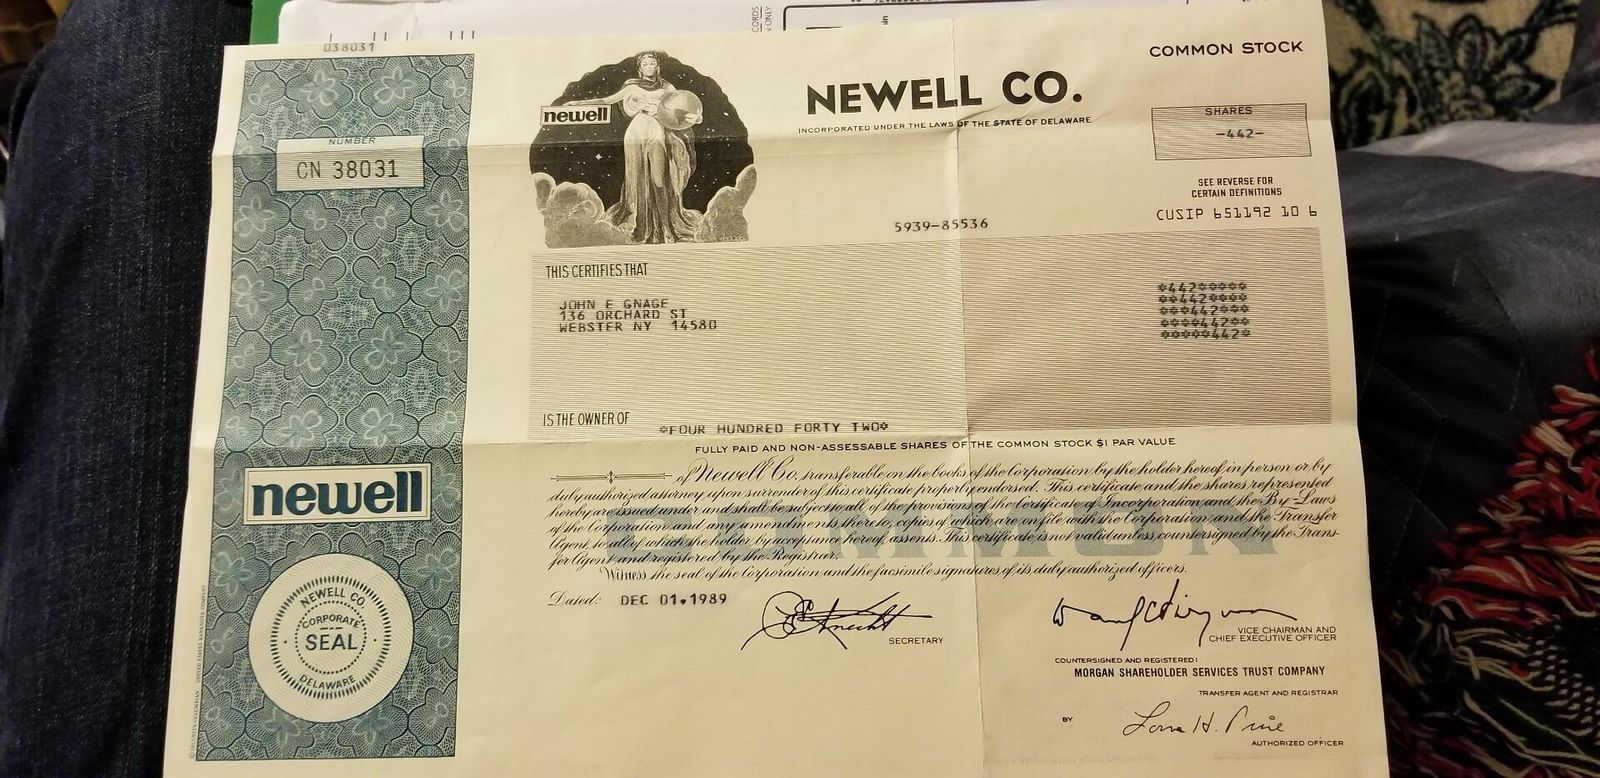 CORDS
ONLY
038031
COMMON STOCK
NUMBER
CN 38031
newell
NEWELL CO.
INCORPORATED UNDER THE LAWS OF THE STATE OF DELAWARE
SHARES
-442-
SEE REVERSE FOR
CERTAIN DEFINITIONS
CUSIP 651192 10 6
5939-85536
THIS CERTIFIES THAT
JOHN E GNAGE
136 ORCHARD ST
WEBSTER NY 14580
*442*****
**442****
***442***
****442**
*****442*
IS THE OWNER OF
*FOUR HUNDRED FORTY TWO*
FULLY PAID AND NON-ASSESSABLE SHARES OF THE COMMON STOCK $1 PAR VALUE
of Newell Co. transferable on the books of the Corporation by the holder hereof in person or by
duly authorized attorney upon surrender of this certificate properly endorsed. This certificate and the shares represented
hereby are issued under and shall be subject to all of the provisions of the Certificate of Incorporation and the By-Laws
of the Corporation and any amendments thereto, copies of which are on file with the Corporation and the Transfer
Agent, to all of which the holder, by acceptance hereof, assents. This certificate is not valid unless countersigned by the Trans-
fer Agent and registered by the Registrar.
Witness the seal of the Corporation and the facsimile signatures of its duly authorized officers.
Dated: DEC 01.1989
SECRETARY
VICE CHAIRMAN AND
CHIEF EXECUTIVE OFFICER
COUNTERSIGNED AND REGISTERED:
MORGAN SHAREHOLDER SERVICES TRUST COMPANY
TRANSFER AGENT AND REGISTRAR
BY
AUTHORIZED OFFICER
newell
NEWELL CO.
CORPORATE
SEAL
DELAWARE
UNITED STATES BANKNOTE COMPANY